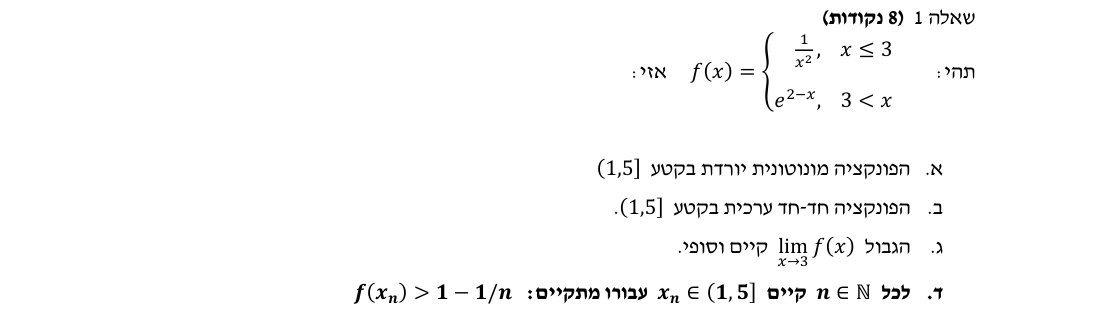 שאלה 1 (8 נקודות)
תהי: f(x) = { 1/x², x ≤ 3 ; e^{2−x}, 3 < x אזי:
א. הפונקציה מונוטונית יורדת בקטע (1,5]
ב. הפונקציה חד-חד ערכית בקטע (1,5].
ג. הגבול lim_{x→3} f(x) קיים וסופי.
ד. לכל n ∈ ℕ קיים x_n ∈ (1, 5] עבורו מתקיים: f(x_n) > 1 − 1/n